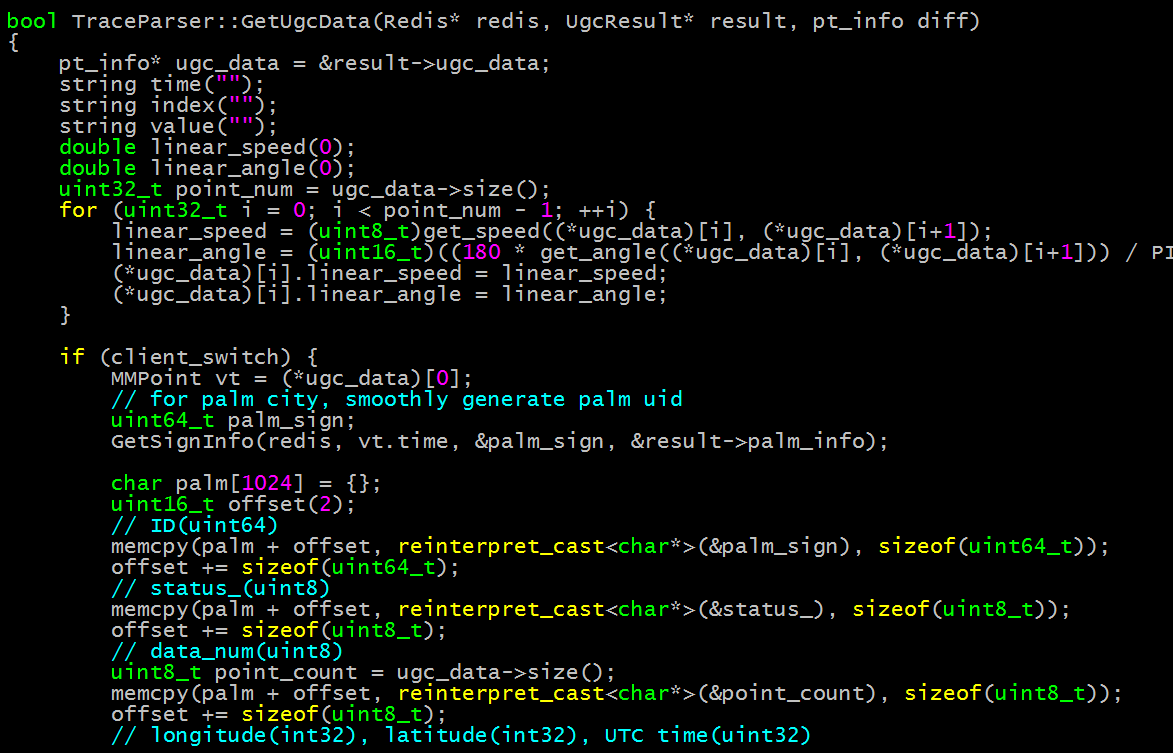 bool TraceParser::GetUgcData(Redis* redis, UgcResult* result, pt_info diff)
{
    pt_info* ugc_data = &result->ugc_data;
    string time("");
    string index("");
    string value("");
    double linear_speed(0);
    double linear_angle(0);
    uint32_t point_num = ugc_data->size();
    for (uint32_t i = 0; i < point_num - 1; ++i) {
        linear_speed = (uint8_t)get_speed((*ugc_data)[i], (*ugc_data)[i+1]);
        linear_angle = (uint16_t)((180 * get_angle((*ugc_data)[i], (*ugc_data)[i+1])) / PI
        (*ugc_data)[i].linear_speed = linear_speed;
        (*ugc_data)[i].linear_angle = linear_angle;
    }

    if (client_switch) {
        MMPoint vt = (*ugc_data)[0];
        // for palm city, smoothly generate palm uid
        uint64_t palm_sign;
        GetSignInfo(redis, vt.time, &palm_sign, &result->palm_info);

        char palm[1024] = {};
        uint16_t offset(2);
        // ID(uint64)
        memcpy(palm + offset, reinterpret_cast<char*>(&palm_sign), sizeof(uint64_t));
        offset += sizeof(uint64_t);
        // status_(uint8)
        memcpy(palm + offset, reinterpret_cast<char*>(&status_), sizeof(uint8_t));
        offset += sizeof(uint8_t);
        // data_num(uint8)
        uint8_t point_count = ugc_data->size();
        memcpy(palm + offset, reinterpret_cast<char*>(&point_count), sizeof(uint8_t));
        offset += sizeof(uint8_t);
        // longitude(int32), latitude(int32), UTC time(uint32)